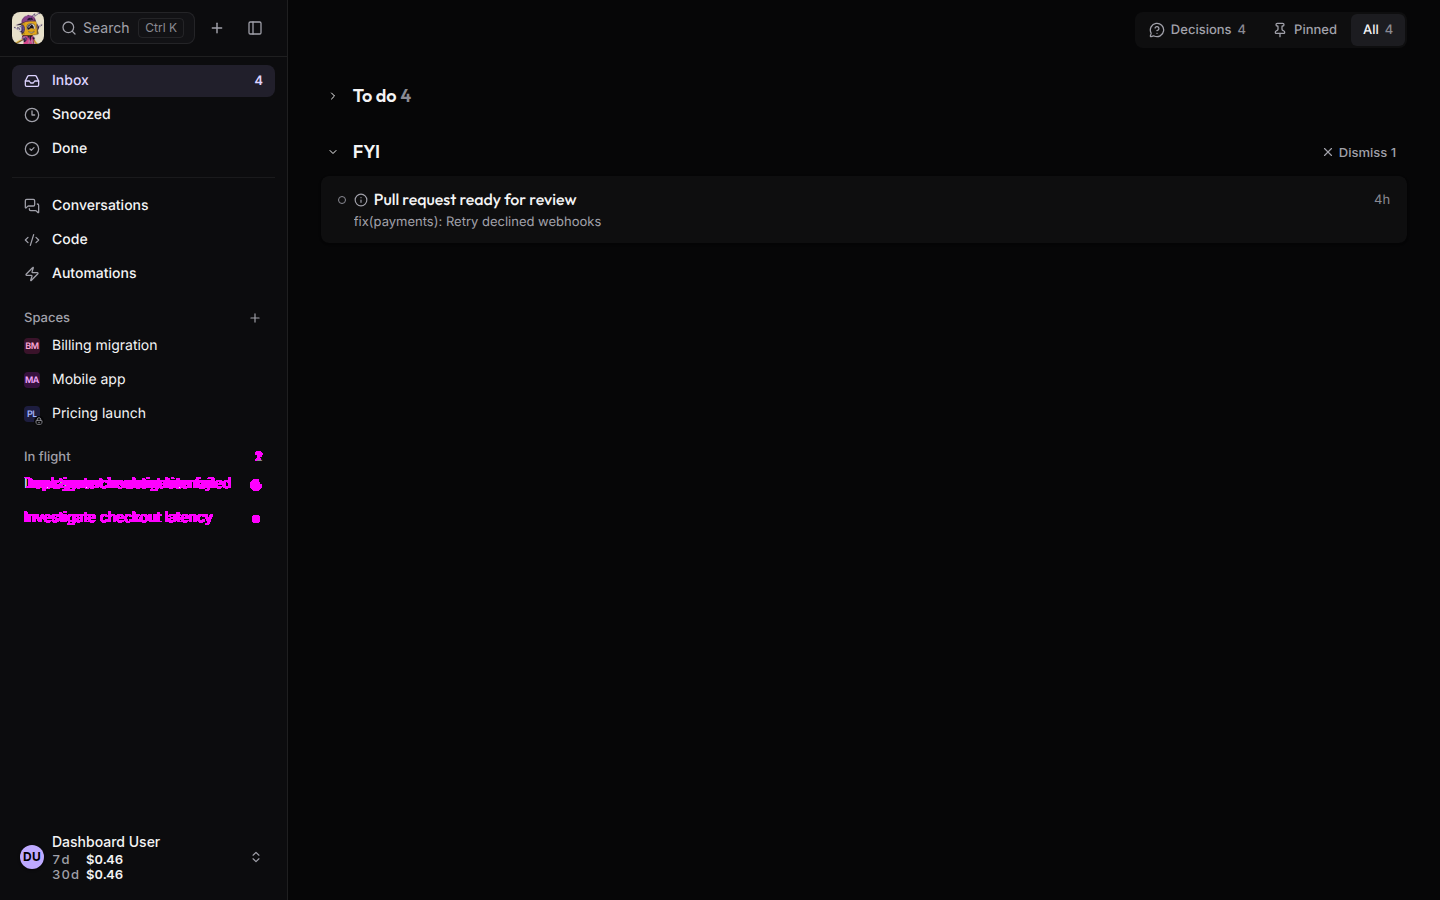 Search Ctrl K
Decisions 4
Pinned
All 4
Inbox 4
Snoozed
Done
Conversations
Code
Automations
Spaces
BM Billing migration
MA Mobile app
PL Pricing launch
In flight
Investigate checkout latency
DU Dashboard User
7d $0.46
30d $0.46
To do 4
FYI
Dismiss 1
Pull request ready for review 4h
fix(payments): Retry declined webhooks